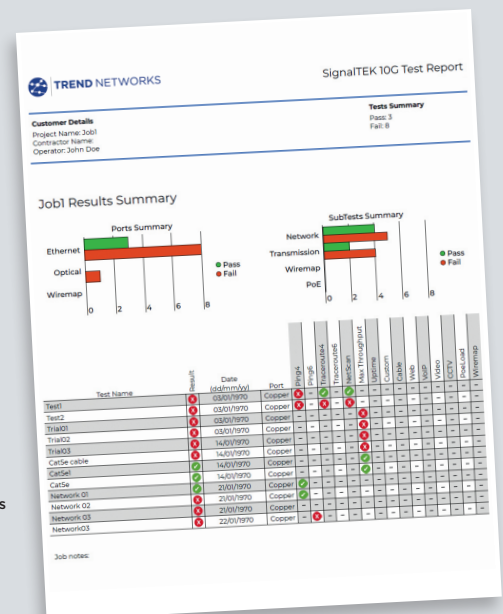 TREND NETWORKS
SignalTEK 10G Test Report
Customer Details
Project Name: Job1
Contractor Name:
Operator: John Doe
Tests Summary
Pass: 3
Fail: 8
Job1 Results Summary
Ports Summary
Ethernet
Optical
Wiremap
0 2 4 6 8
Pass
Fail
SubTests Summary
Network
Transmission
Wiremap
PoE
0 2 4 6 8
Pass
Fail
Test Name Result Date (dd/mm/yy) Port Ping4 Ping6 Traceroute4 Traceroute6 NetScan Max Throughput Uptime Custom Cable Web VoIP Video CCTV PoeLoad Wiremap
Test1 X 03/01/1970 Copper X - ✓ - ✓ - - - - - - - - - -
Test2 X 03/01/1970 Copper X - X - X - - - - - - - - - -
Trial01 X 03/01/1970 Copper - - - - - X - - - - - - - - -
Trial02 X 03/01/1970 Copper - - - - - X - - - - - - - - -
Trial03 X 14/01/1970 Copper - - - - - X - - - - - - - - -
Cat5e cable X 14/01/1970 Copper - - - - - X - - - - - - - - -
Cat5e1 ✓ 14/01/1970 Copper - - - - - ✓ - - - - - - - - -
Cat5e ✓ 14/01/1970 Copper - - - - - ✓ - - - - - - - - -
Network 01 ✓ 21/01/1970 Copper ✓ - - - - - - - - - - - - - -
Network 02 X 21/01/1970 Copper ✓ - - - - - - - - - - - - - -
Network 03 X 21/01/1970 Copper - - - - - - - - - - - - - - -
Network03 X 22/01/1970 Copper - X - - - - - - - - - - - - -
Job notes:
s